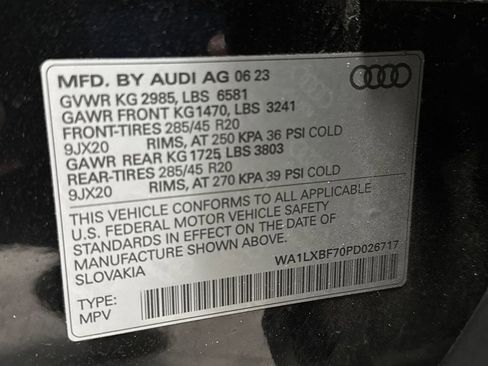 MFD. BY AUDI AG 06 23
GVWR KG 2985, LBS 6581
GAWR FRONT KG1470, LBS 3241
FRONT-TIRES 285/45 R20
9JX20 RIMS, AT 250 KPA 36 PSI COLD
GAWR REAR KG 1725, LBS 3803
REAR-TIRES 285/45 R20
9JX20 RIMS, AT 270 KPA 39 PSI COLD
THIS VEHICLE CONFORMS TO ALL APPLICABLE
U.S. FEDERAL MOTOR VEHICLE SAFETY
STANDARDS IN EFFECT ON THE DATE OF
MANUFACTURE SHOWN ABOVE.
SLOVAKIA
WA1LXBF70PD026717
TYPE:
MPV